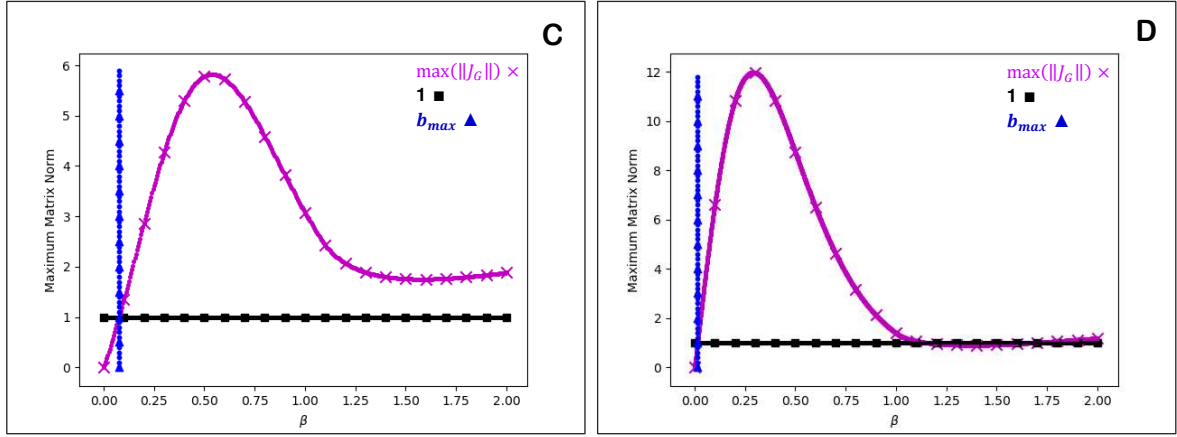 C
max(‖J_G‖) ×
1 ■
b_max ▲
Maximum Matrix Norm
6
5
4
3
2
1
0
0.00 0.25 0.50 0.75 1.00 1.25 1.50 1.75 2.00
β
D
max(‖J_G‖) ×
1 ■
b_max ▲
Maximum Matrix Norm
12
10
8
6
4
2
0
0.00 0.25 0.50 0.75 1.00 1.25 1.50 1.75 2.00
β